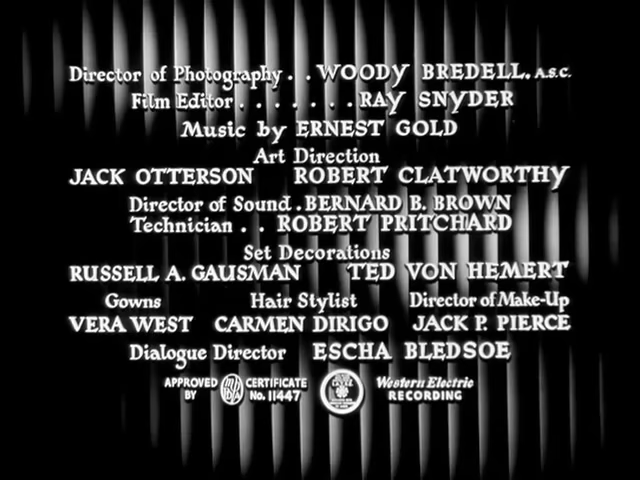 Director of Photography . . WOODY BREDELL, A.S.C.
Film Editor . . . . . . . RAY SNYDER
Music by ERNEST GOLD
Art Direction
JACK OTTERSON ROBERT CLATWORTHY
Director of Sound . BERNARD B. BROWN
Technician . . ROBERT PRITCHARD
Set Decorations
RUSSELL A. GAUSMAN TED VON HEMERT
Gowns Hair Stylist Director of Make-Up
VERA WEST CARMEN DIRIGO JACK P. PIERCE
Dialogue Director ESCHA BLEDSOE
APPROVED BY CERTIFICATE No. 11447
Western Electric RECORDING